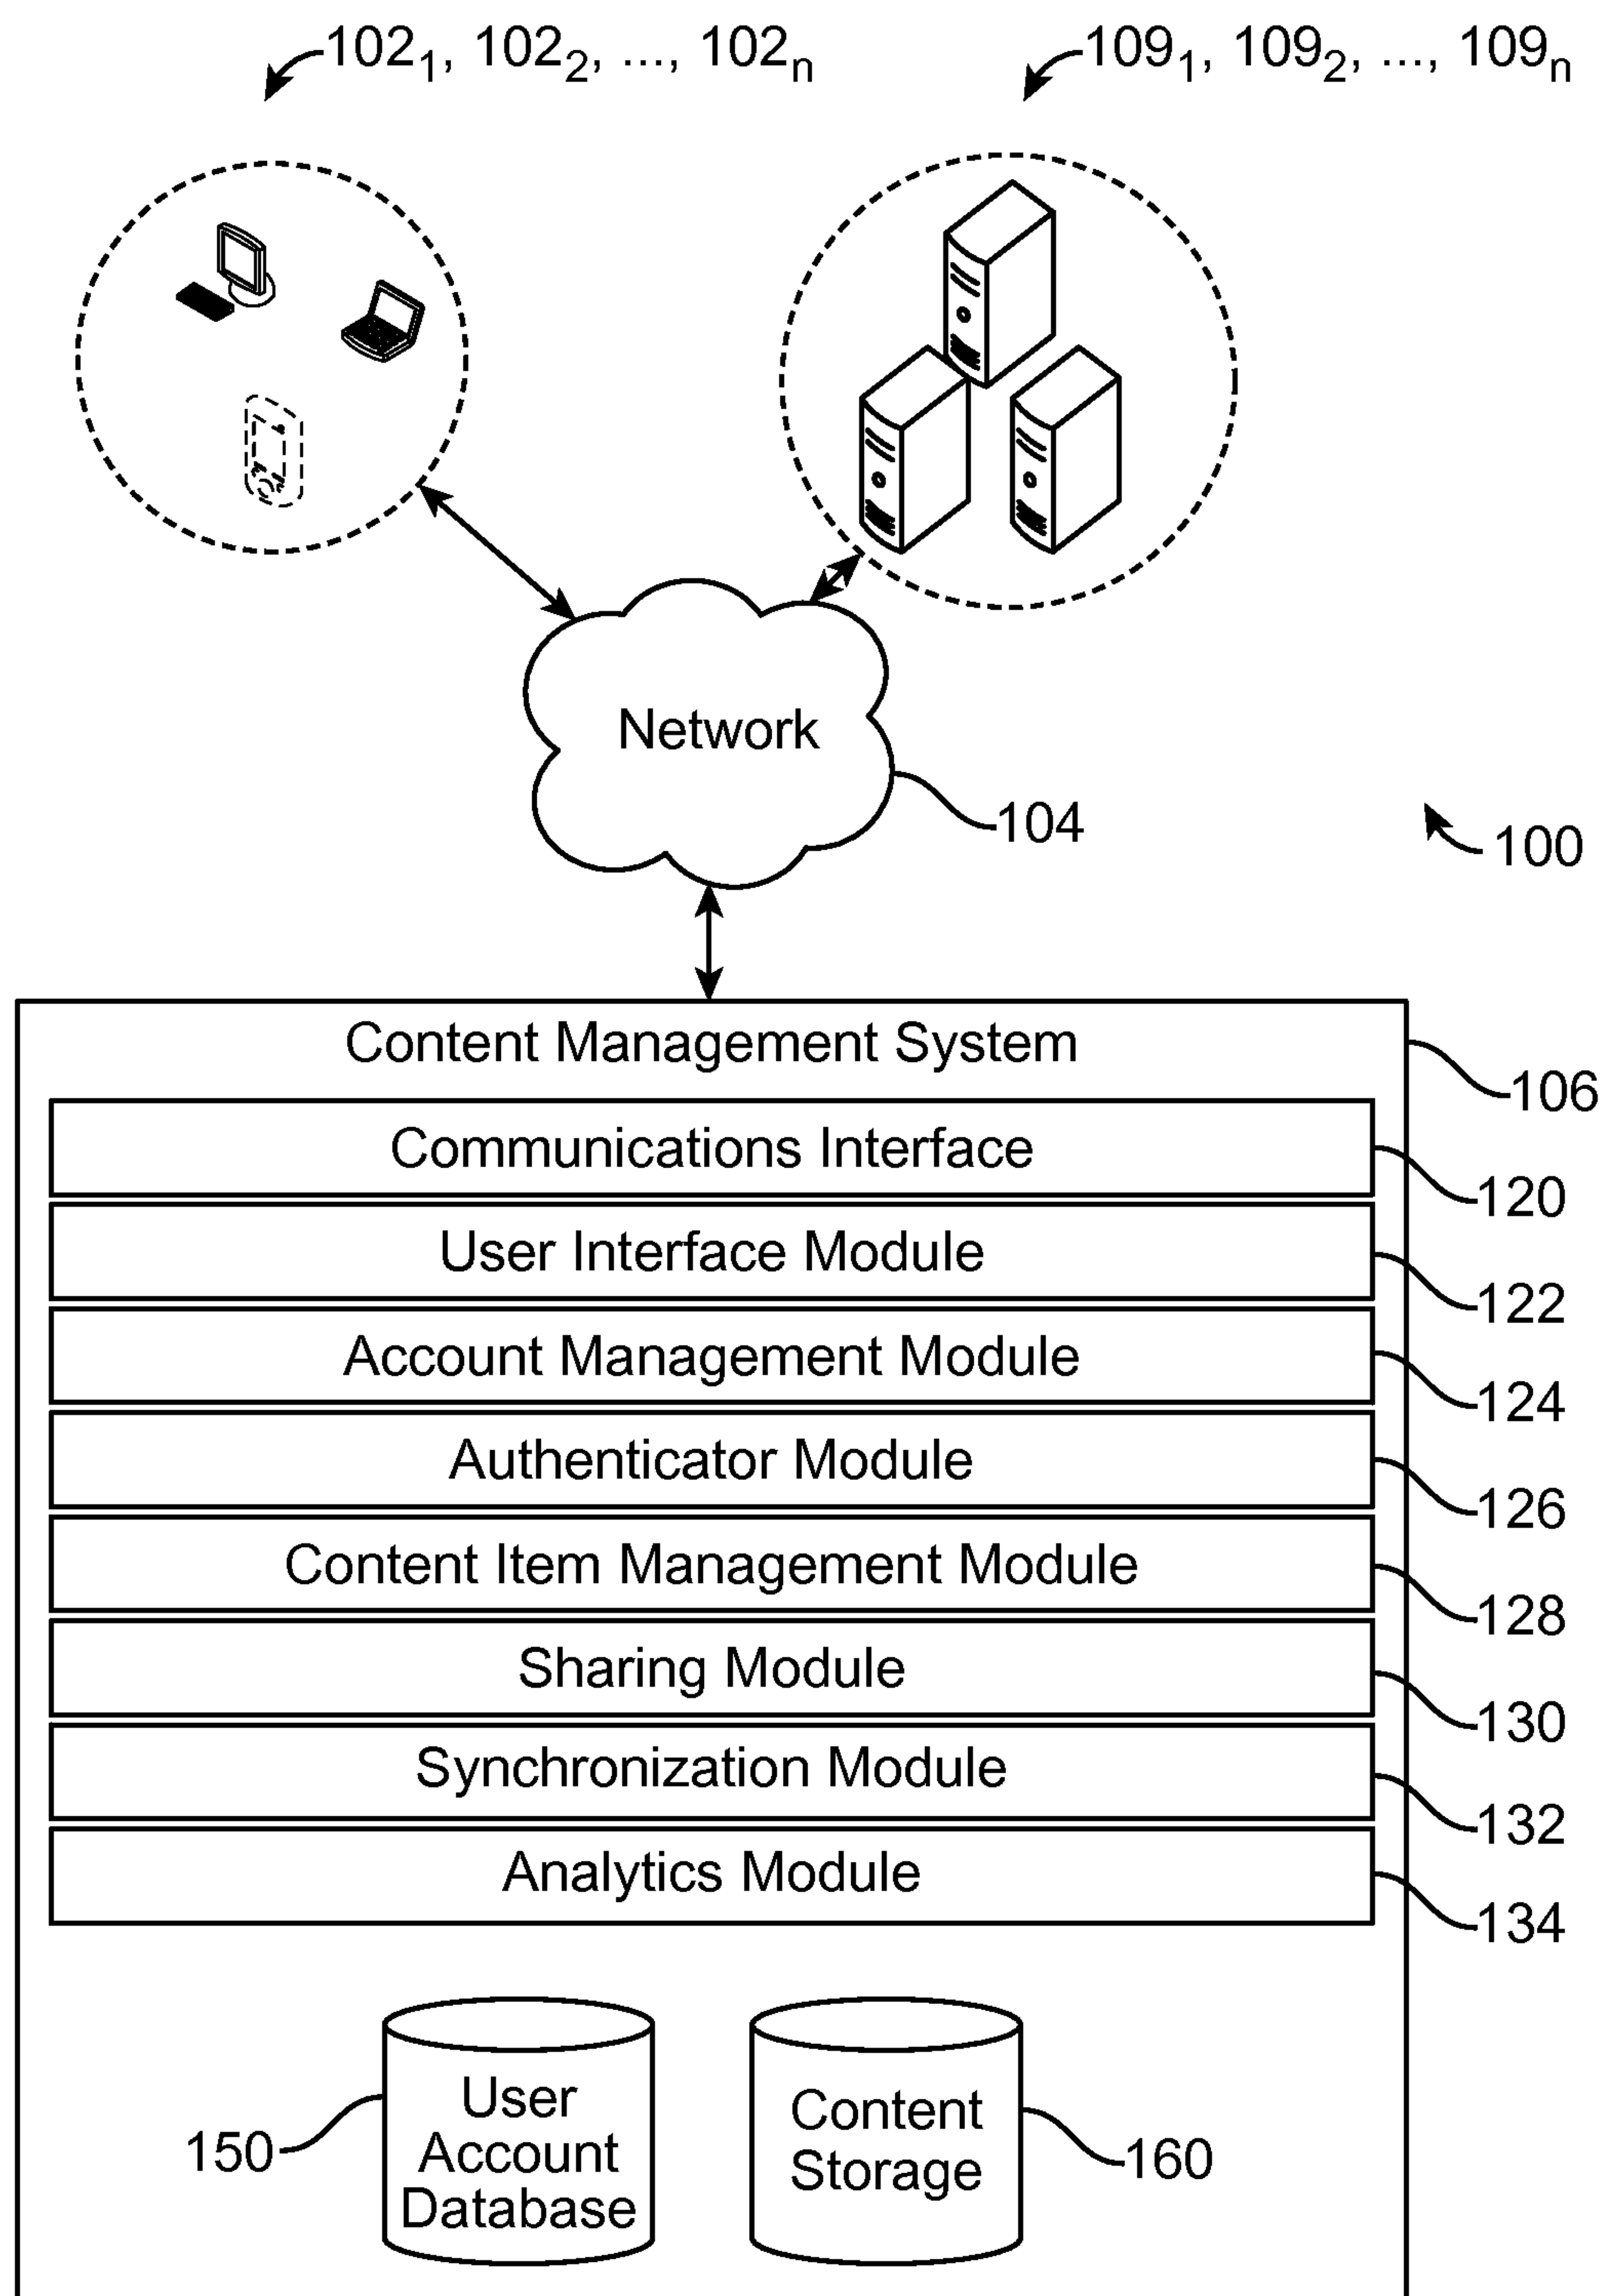 102₁, 102₂, ..., 102ₙ
109₁, 109₂, ..., 109ₙ
Network
104
100
Content Management System
106
Communications Interface
120
User Interface Module
122
Account Management Module
124
Authenticator Module
126
Content Item Management Module
128
Sharing Module
130
Synchronization Module
132
Analytics Module
134
150
User
Account
Database
Content
Storage
160